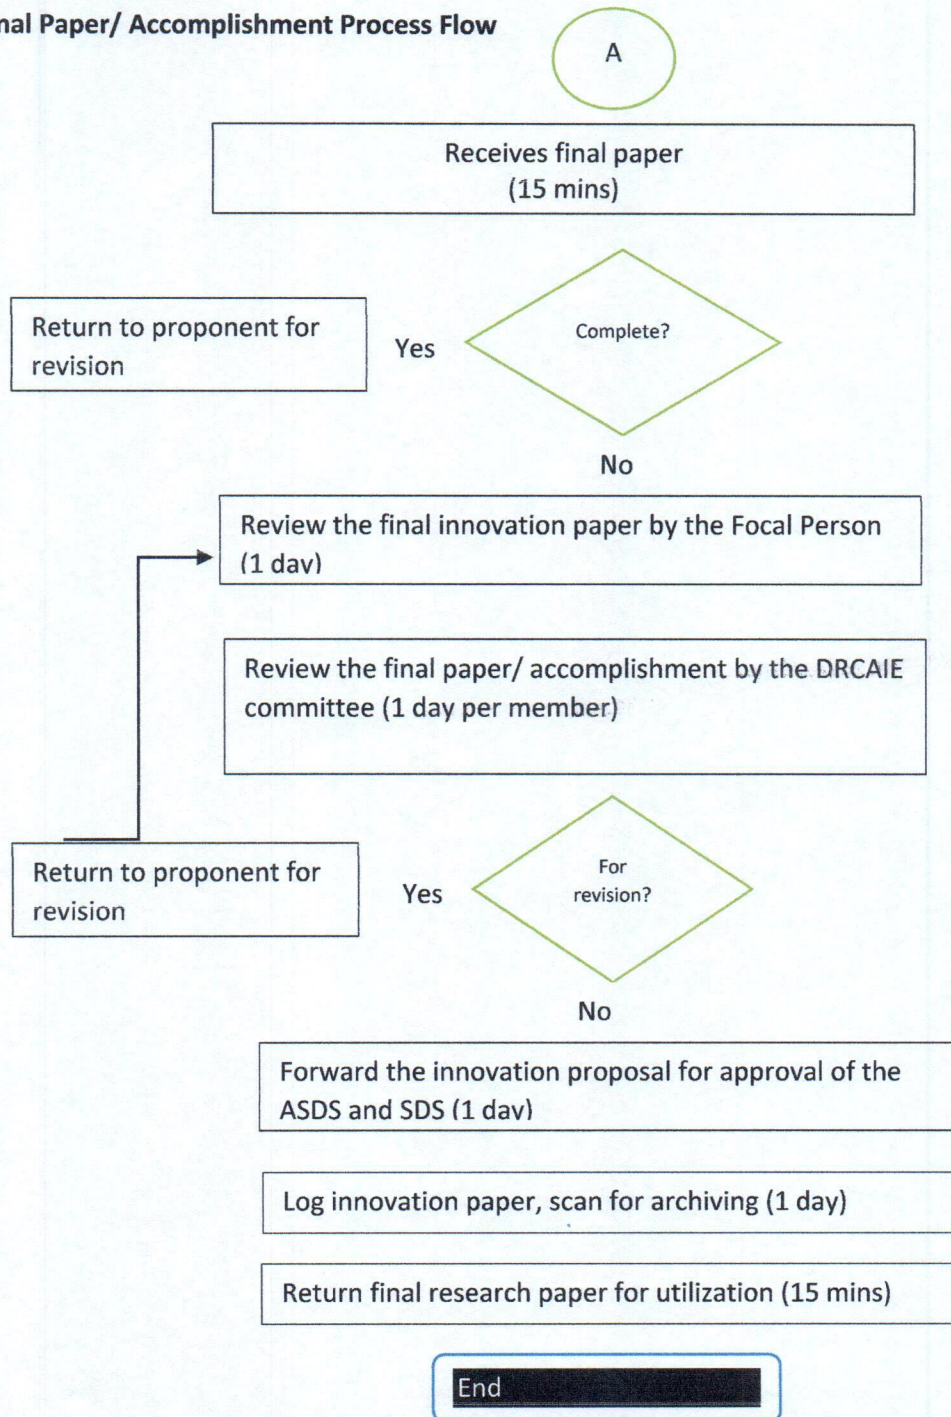 nal Paper/ Accomplishment Process Flow
A
Receives final paper
(15 mins)
Complete?
Return to proponent for
revision
Yes
No
Review the final innovation paper by the Focal Person
(1 day)
Review the final paper/ accomplishment by the DRCAIE
committee (1 day per member)
For
revision?
Return to proponent for
revision
Yes
No
Forward the innovation proposal for approval of the
ASDS and SDS (1 day)
Log innovation paper, scan for archiving (1 day)
Return final research paper for utilization (15 mins)
End